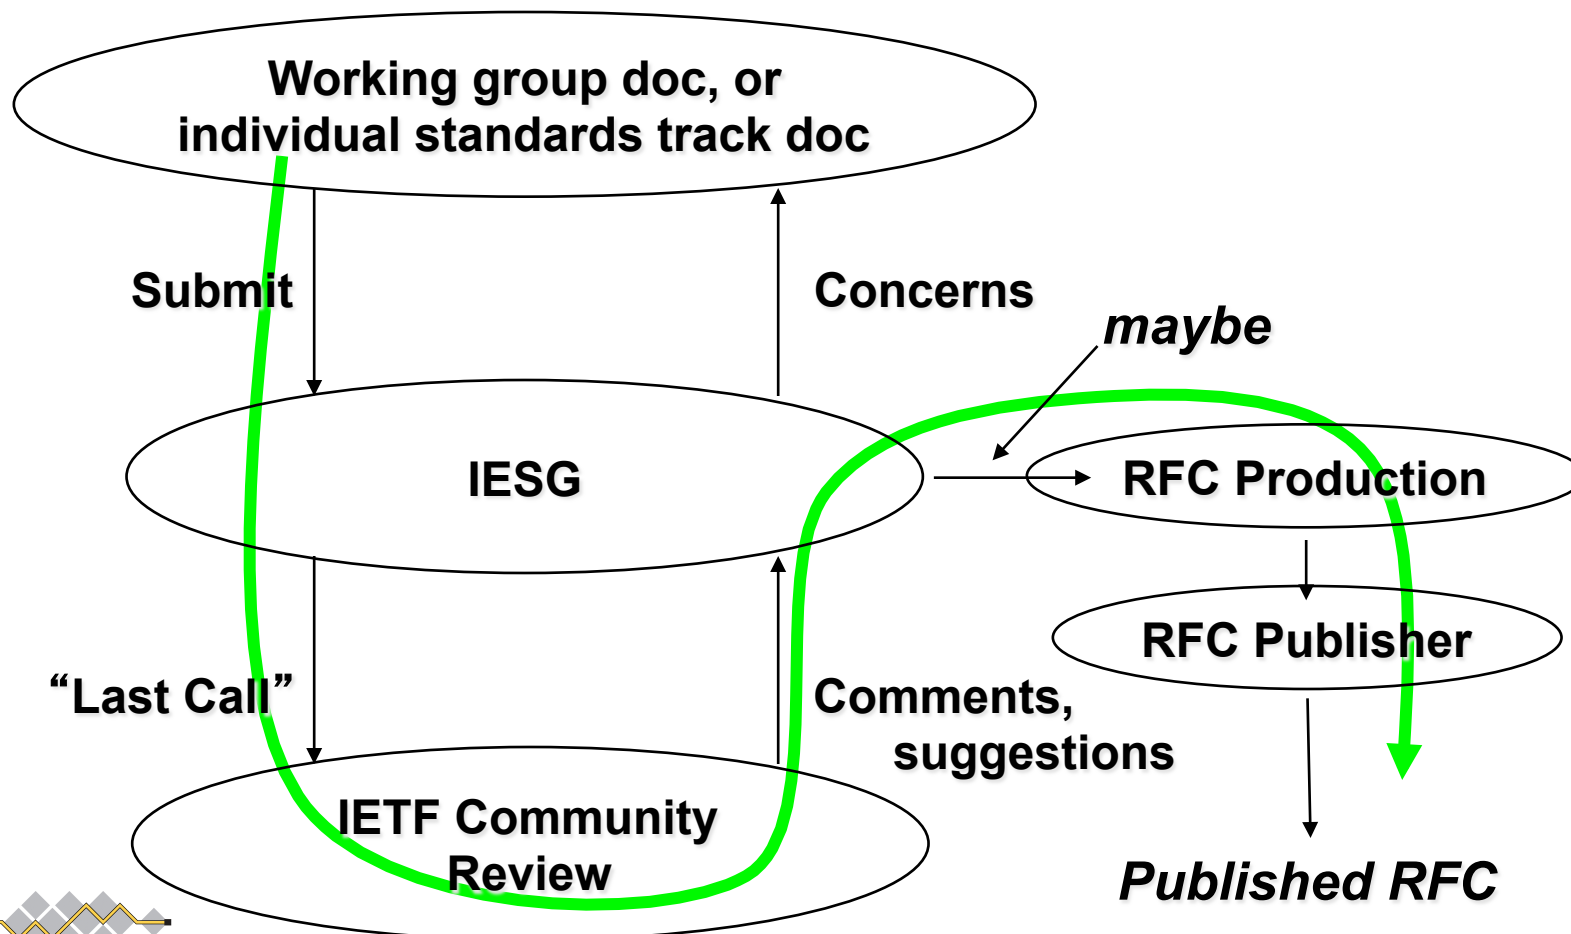 Working group doc, or
individual standards track doc
Submit
Concerns
maybe
IESG
RFC Production
RFC Publisher
“Last Call”
Comments,
suggestions
IETF Community
Review
Published RFC